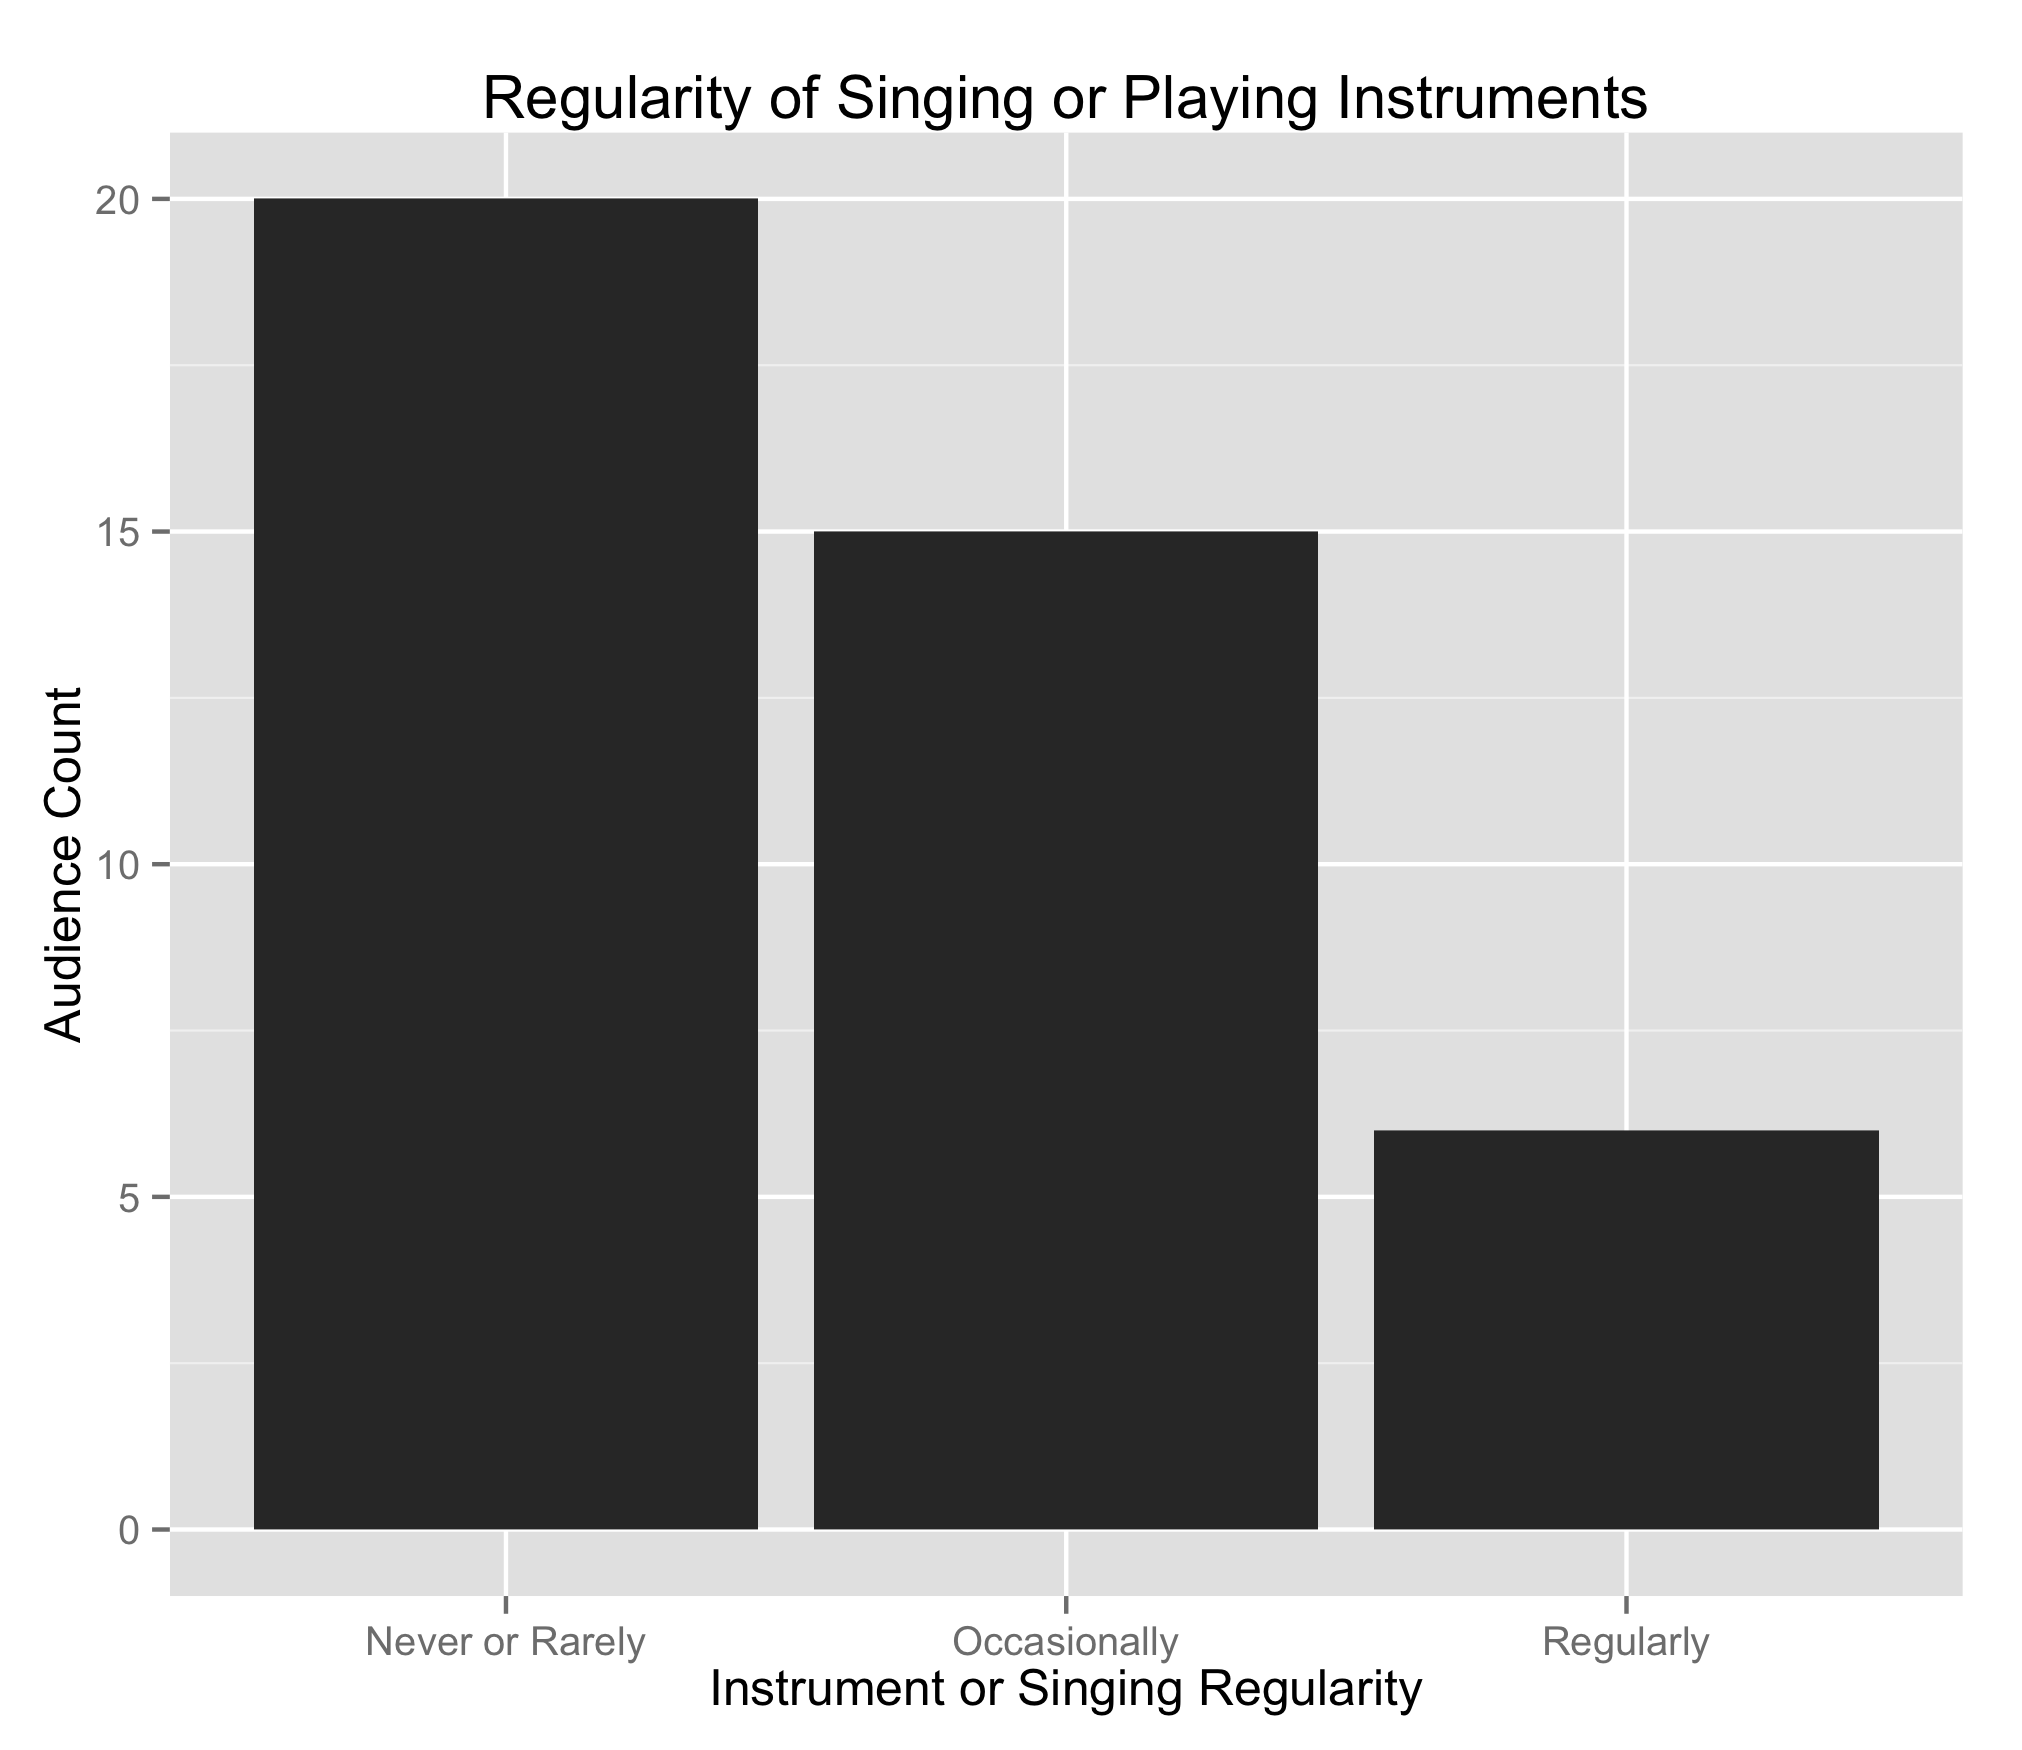 Regularity of Singing or Playing Instruments
Audience Count
20
15
10
5
0
Never or Rarely
Occasionally
Regularly
Instrument or Singing Regularity